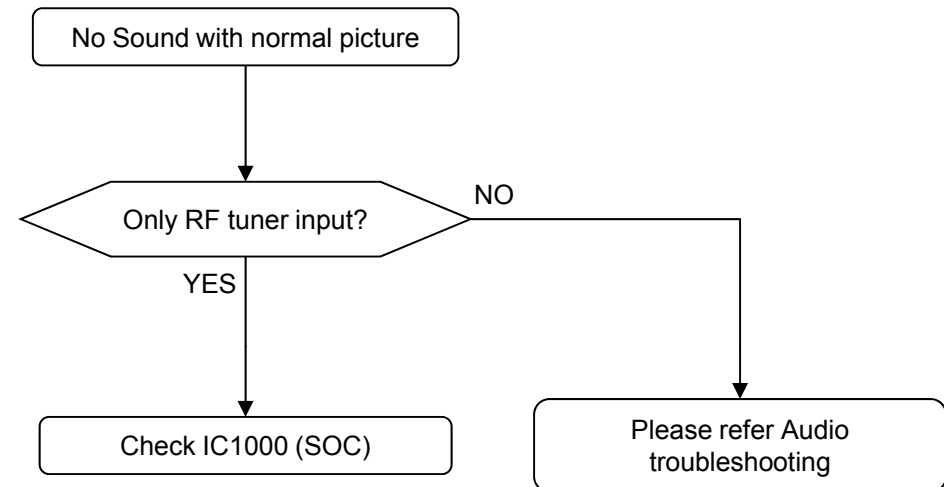 No Sound with normal picture
Only RF tuner input?
NO
YES
Check IC1000 (SOC)
Please refer Audio
troubleshooting